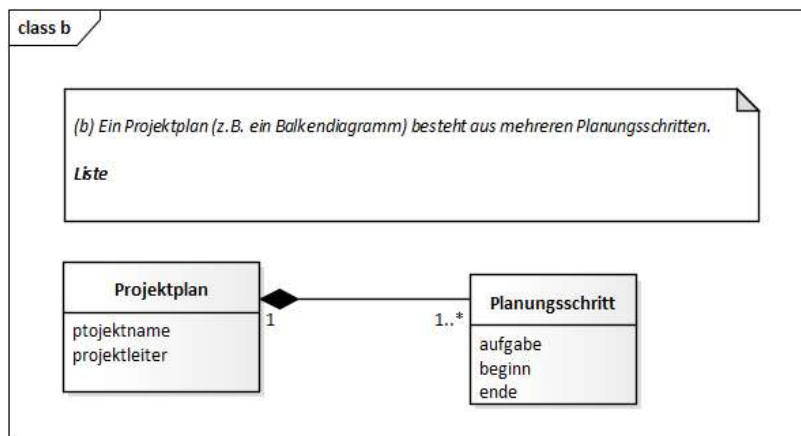 class b
(b) Ein Projektplan (z.B. ein Balkendiagramm) besteht aus mehreren Planungsschritten.
Liste
Projektplan
ptojektname
projektleiter
1
1..*
Planungsschritt
aufgabe
beginn
ende